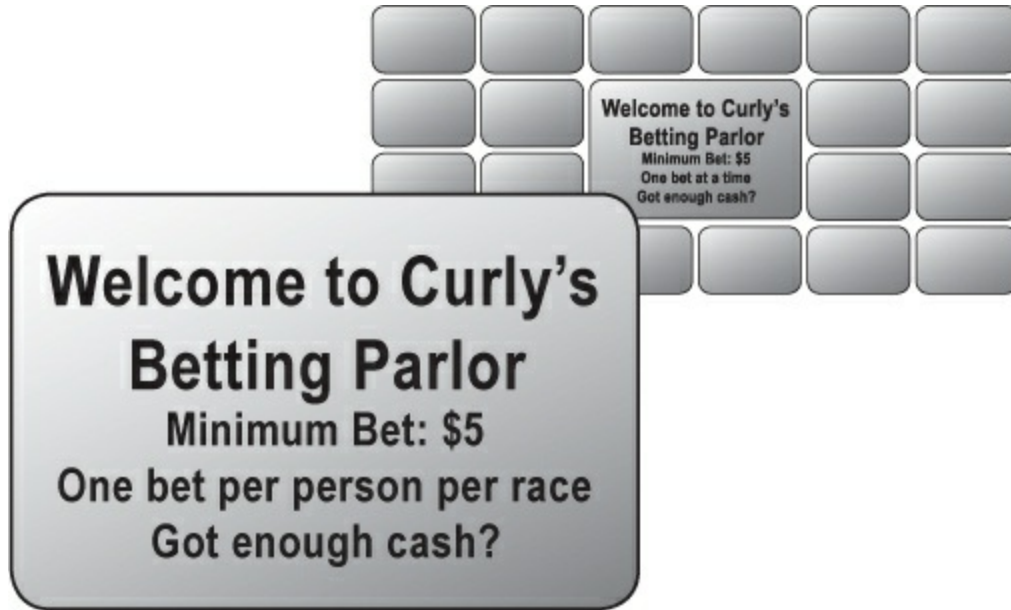 Welcome to Curly's
Betting Parlor
Minimum Bet: $5
One bet at a time
Got enough cash?
Welcome to Curly's
Betting Parlor
Minimum Bet: $5
One bet per person per race
Got enough cash?